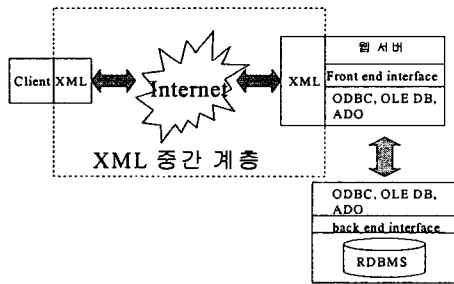 웹 서버
Client XML
Internet
XML
Front end interface
ODBC, OLE DB,
ADO
XML 중간 계층
ODBC, OLE DB,
ADO
back end interface
RDBMS